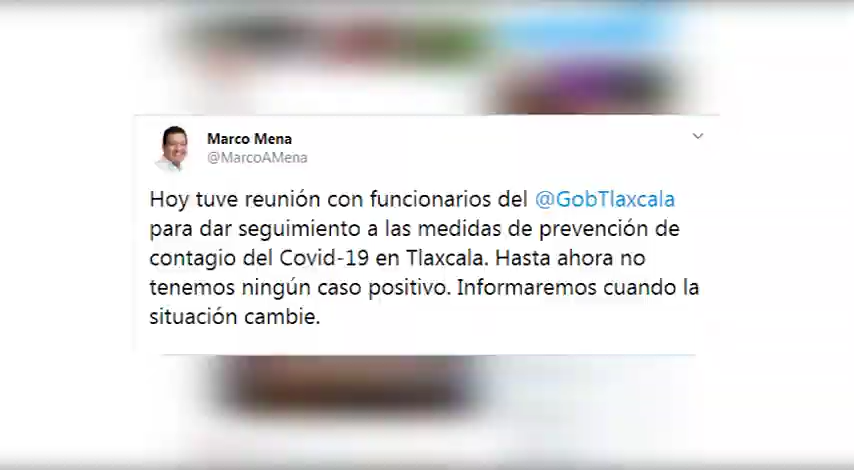 Marco Mena
@MarcoAMena
Hoy tuve reunión con funcionarios del @GobTlaxcala
para dar seguimiento a las medidas de prevención de
contagio del Covid-19 en Tlaxcala. Hasta ahora no
tenemos ningún caso positivo. Informaremos cuando la
situación cambie.